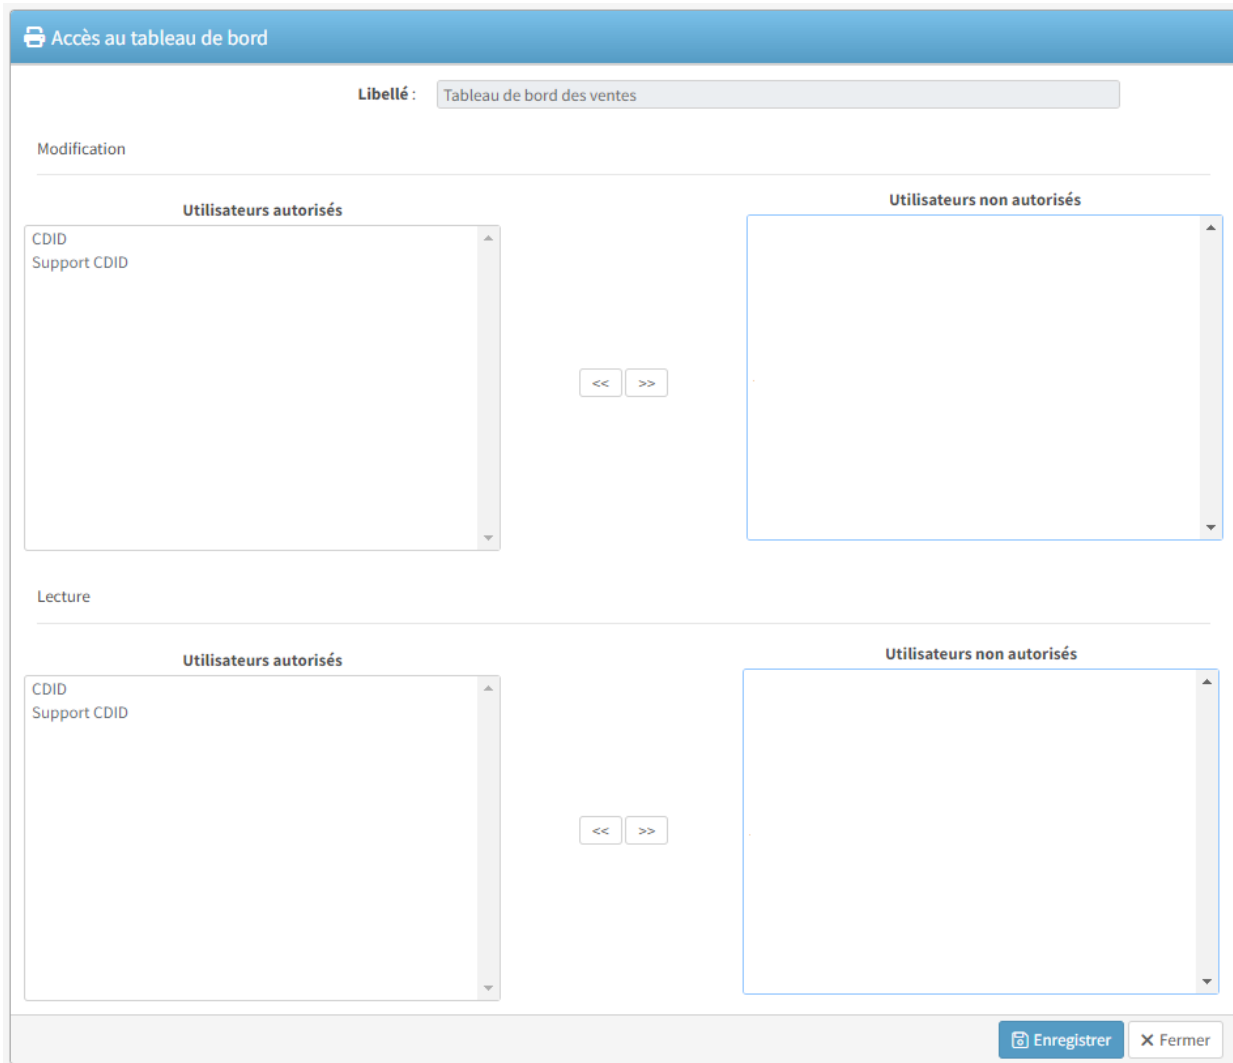 Accès au tableau de bord
Libellé : Tableau de bord des ventes
Modification
Utilisateurs autorisés
Utilisateurs non autorisés
CDID
Support CDID
<< >>
Lecture
Utilisateurs autorisés
Utilisateurs non autorisés
CDID
Support CDID
<< >>
Enregistrer
Fermer